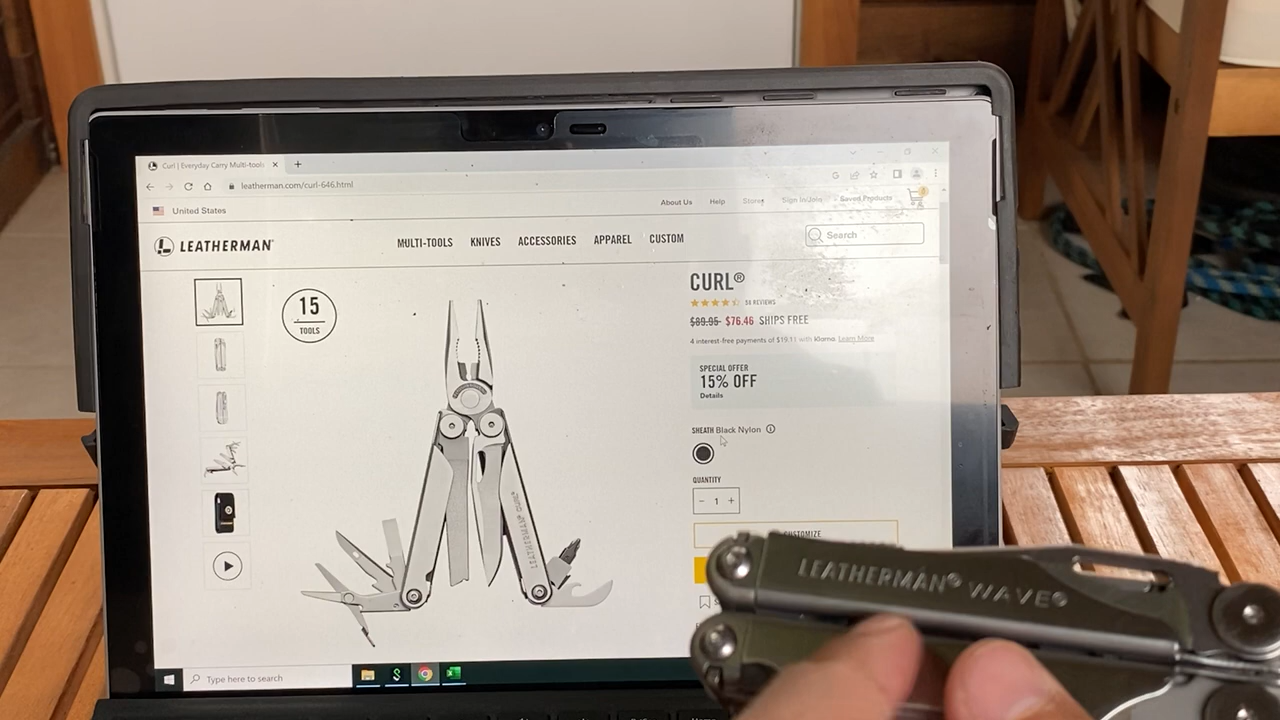 Curl | Everyday Carry Multi-tools
leatherman.com/curl-646.html
United States
About Us Help Stores Sign In/Join Saved Products
LEATHERMAN®
MULTI-TOOLS KNIVES ACCESSORIES APPAREL CUSTOM
Search
15
TOOLS
CURL®
REVIEWS
$89.95 $76.46 SHIPS FREE
4 interest-free payments of $19.11 with Klarna. Learn More
SPECIAL OFFER
15% OFF
Details
SHEATH Black Nylon
QUANTITY
− 1 +
CUSTOMIZE
LEATHERMAN CURL®
LEATHERMAN® WAVE®
Type here to search